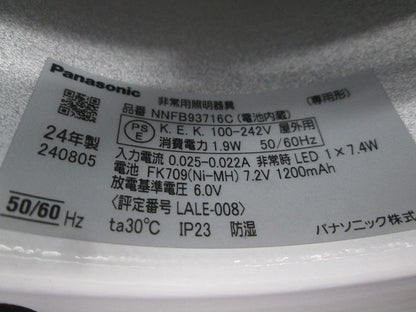 Panasonic 非常用照明器具
品番 NNFB93716C (電池内蔵) (専用形)
PS E K.E.K. 100-242V 屋外用
消費電力 1.9W 50/60Hz
24年製
240805
入力電流 0.025-0.022A 非常時 LED 1×7.4W
電池 FK709(Ni-MH) 7.2V 1200mAh
放電基準電圧 6.0V
〈評定番号 LALE-008〉
50/60 Hz ta30℃ IP23 防湿 パナソニック株式